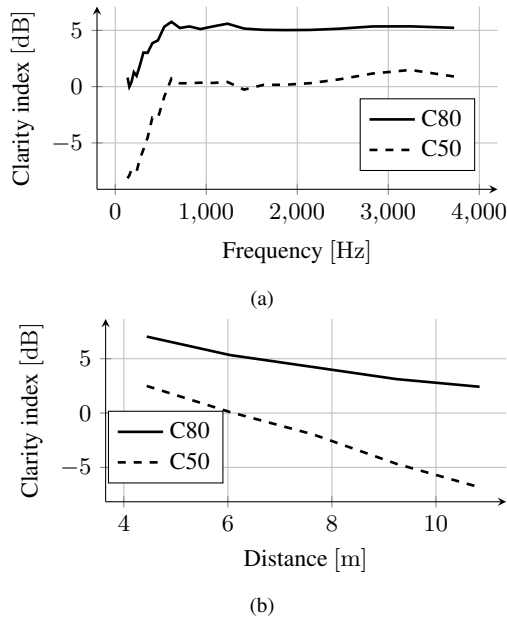 5
0
−5
Clarity index [dB]
C80
C50
0
1,000
2,000
3,000
4,000
Frequency [Hz]
(a)
5
0
−5
Clarity index [dB]
C80
C50
4
6
8
10
Distance [m]
(b)